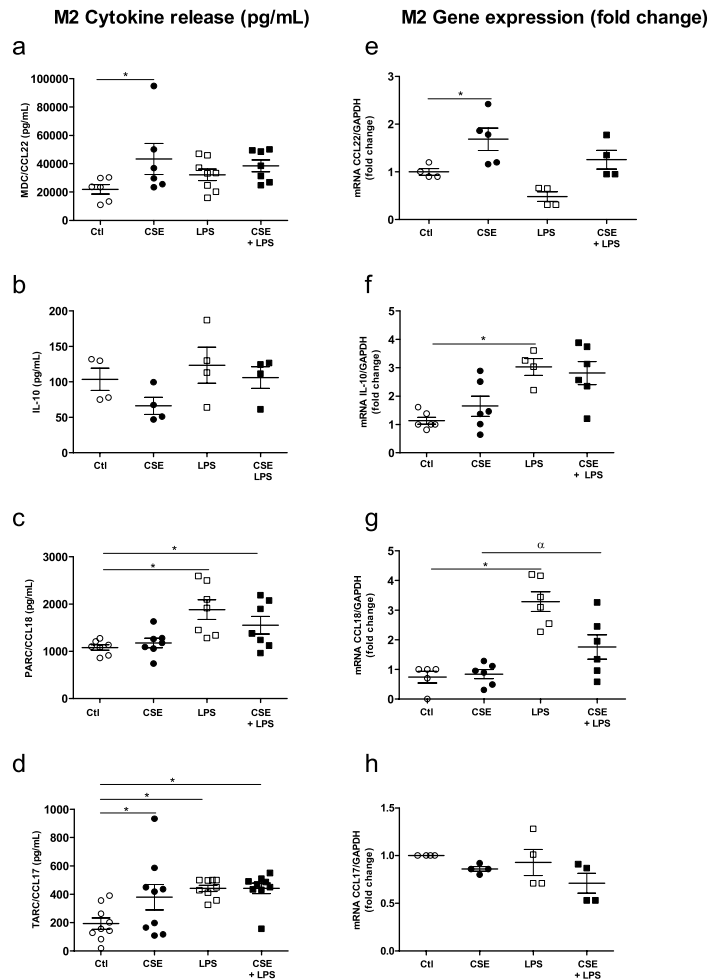 M2 Cytokine release (pg/mL)
M2 Gene expression (fold change)
a
MDC/CCL22 (pg/mL)
100000
80000
60000
40000
20000
0
*
Ctl CSE LPS CSE
+ LPS
e
mRNA CCL22/GAPDH
(fold change)
3
2
1
0
*
Ctl CSE LPS CSE
+ LPS
b
IL-10 (pg/mL)
200
150
100
50
0
Ctl CSE LPS CSE
LPS
f
mRNA IL-10/GAPDH
(fold change)
5
4
3
2
1
0
*
Ctl CSE LPS CSE
+ LPS
c
PARC/CCL18 (pg/mL)
3000
2000
1000
0
*
*
Ctl CSE LPS CSE
+ LPS
g
mRNA CCL18/GAPDH
(fold change)
5
4
3
2
1
0
α
*
Ctl CSE LPS CSE
+ LPS
d
TARC/CCL17 (pg/mL)
1000
800
600
400
200
0
*
*
*
Ctl CSE LPS CSE
+ LPS
h
mRNA CCL17/GAPDH
(fold change)
1.5
1.0
0.5
0.0
Ctl CSE LPS CSE
+ LPS